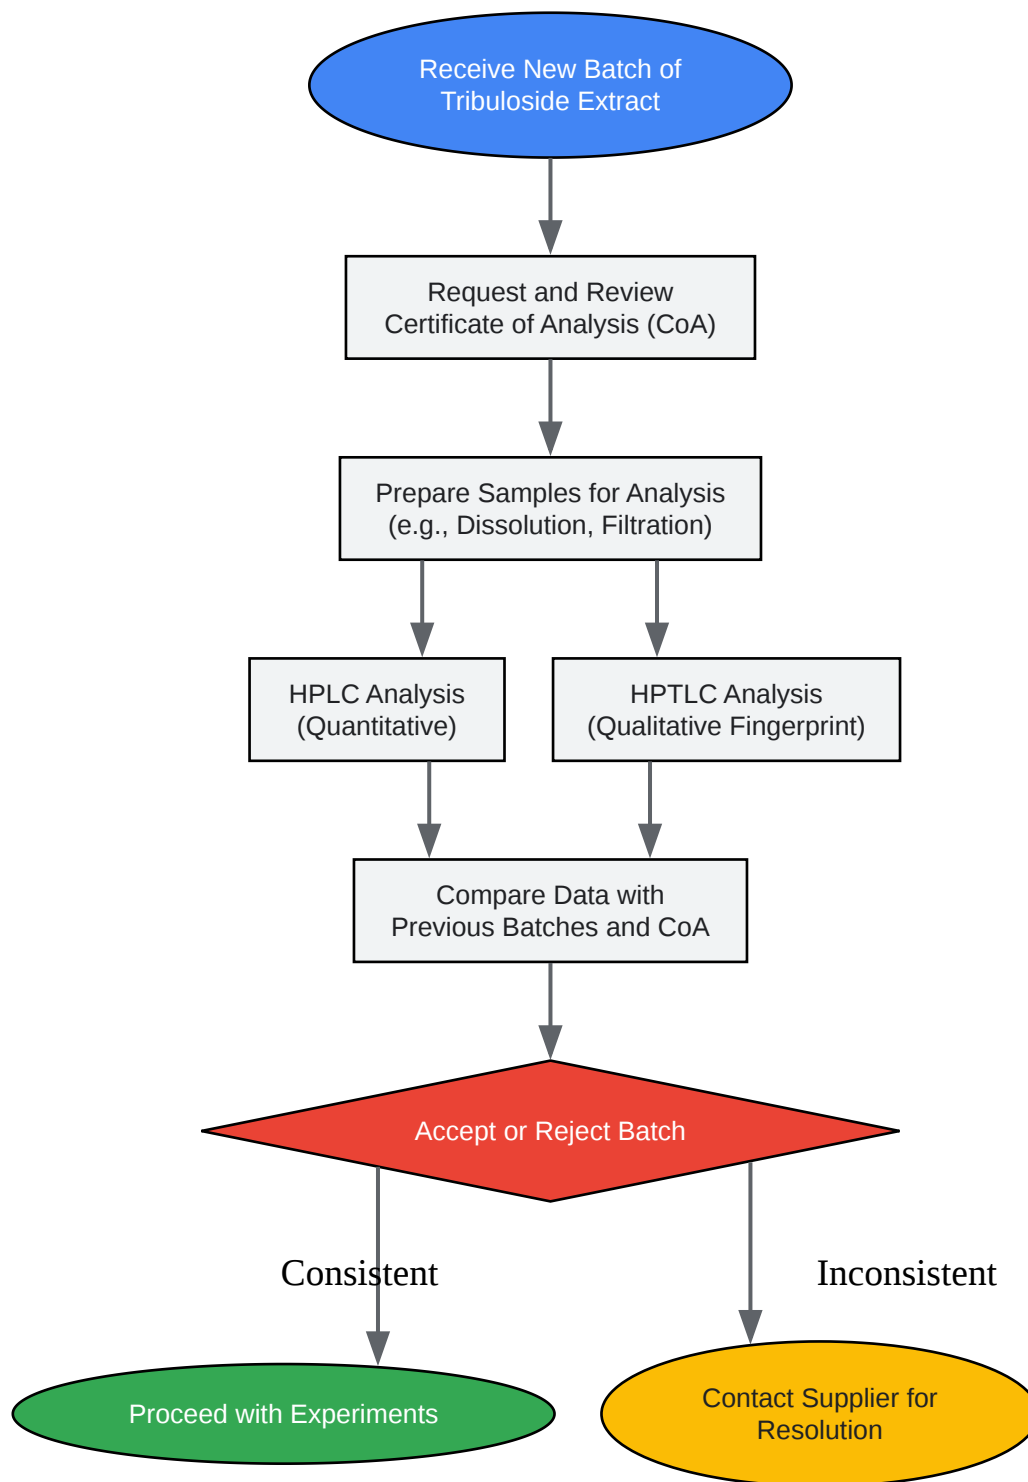 Receive New Batch of
Tribuloside Extract
Request and Review
Certificate of Analysis (CoA)
Prepare Samples for Analysis
(e.g., Dissolution, Filtration)
HPLC Analysis
(Quantitative)
HPTLC Analysis
(Qualitative Fingerprint)
Compare Data with
Previous Batches and CoA
Accept or Reject Batch
Consistent
Inconsistent
Proceed with Experiments
Contact Supplier for
Resolution